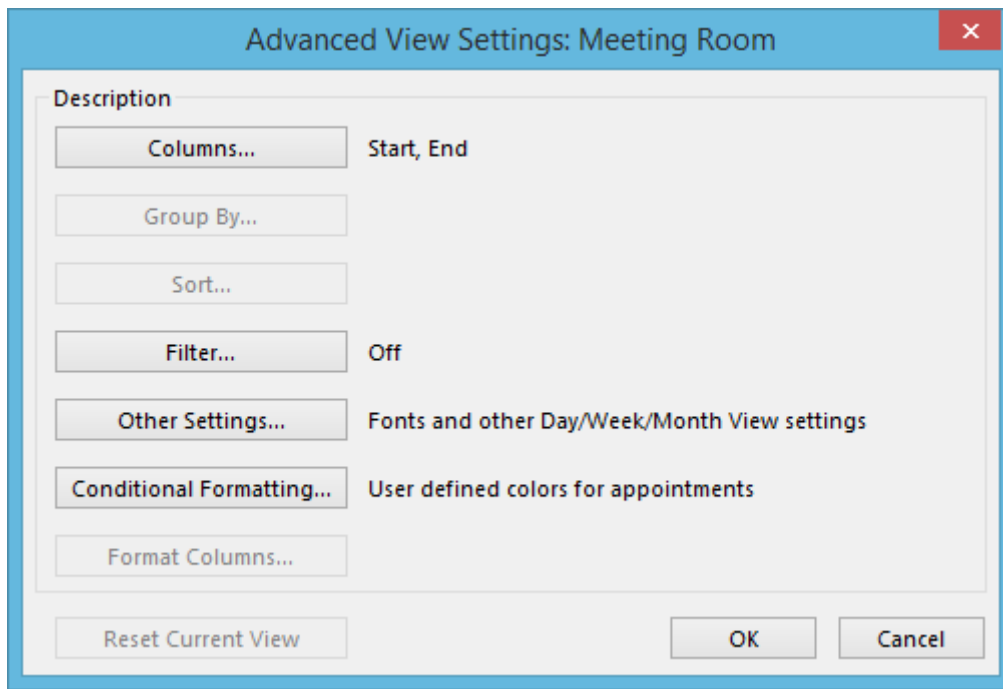 Advanced View Settings: Meeting Room
Description
Columns... Start, End
Group By...
Sort...
Filter... Off
Other Settings... Fonts and other Day/Week/Month View settings
Conditional Formatting... User defined colors for appointments
Format Columns...
Reset Current View OK Cancel